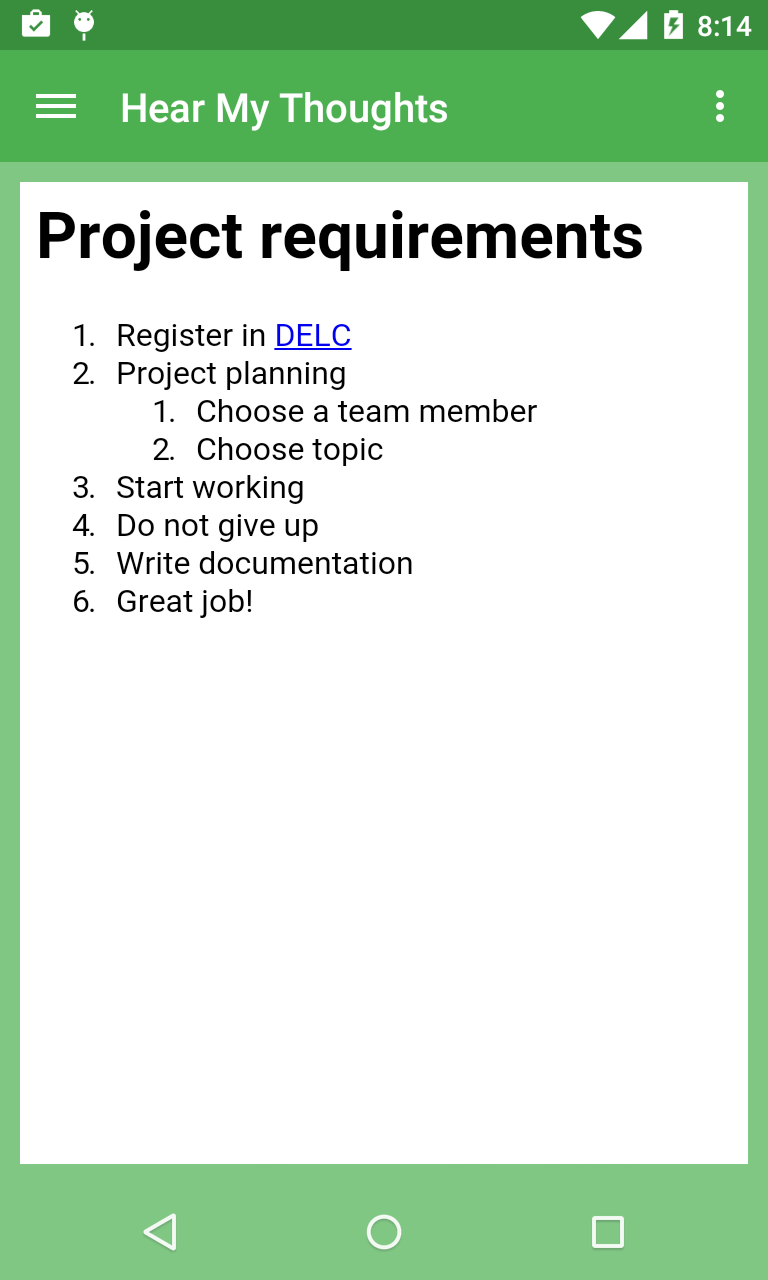 8:14
Hear My Thoughts
Project requirements
1. Register in DELC
2. Project planning
1. Choose a team member
2. Choose topic
3. Start working
4. Do not give up
5. Write documentation
6. Great job!